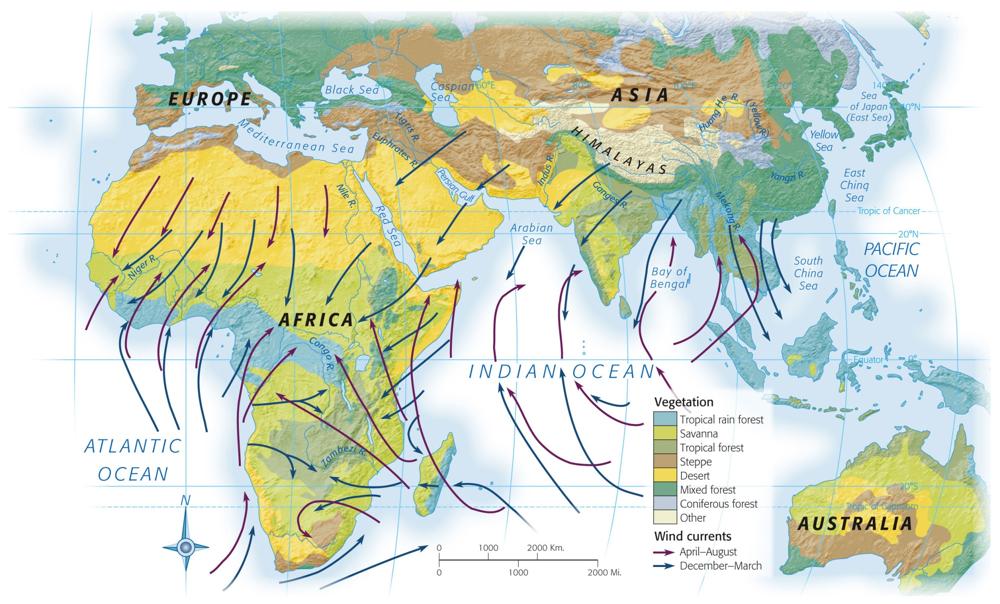 0°
20°E
40°E
60°E
80°E
100°E
120°E
140°E
EUROPE
ASIA
Black Sea
Caspian
Sea
Sea
of Japan
(East Sea)
40°N
Mediterranean Sea
Tigris R.
Euphrates R.
HIMALAYAS
Huang He R.
(Yellow R.)
Yellow
Sea
Nile R.
Persian Gulf
Indus R.
Ganges R.
Yangzi R.
Mekong R.
East
China
Sea
Tropic of Cancer
Red Sea
Arabian
Sea
20°N
PACIFIC
OCEAN
Niger R.
Bay of
Bengal
South
China
Sea
AFRICA
Congo R.
INDIAN OCEAN
Equator
0°
ATLANTIC
OCEAN
Zambezi R.
20°S
Tropic of Capricorn
AUSTRALIA
N
0 1000 2000 Km.
0 1000 2000 Mi.
Vegetation
Tropical rain forest
Savanna
Tropical forest
Steppe
Desert
Mixed forest
Coniferous forest
Other
Wind currents
April–August
December–March